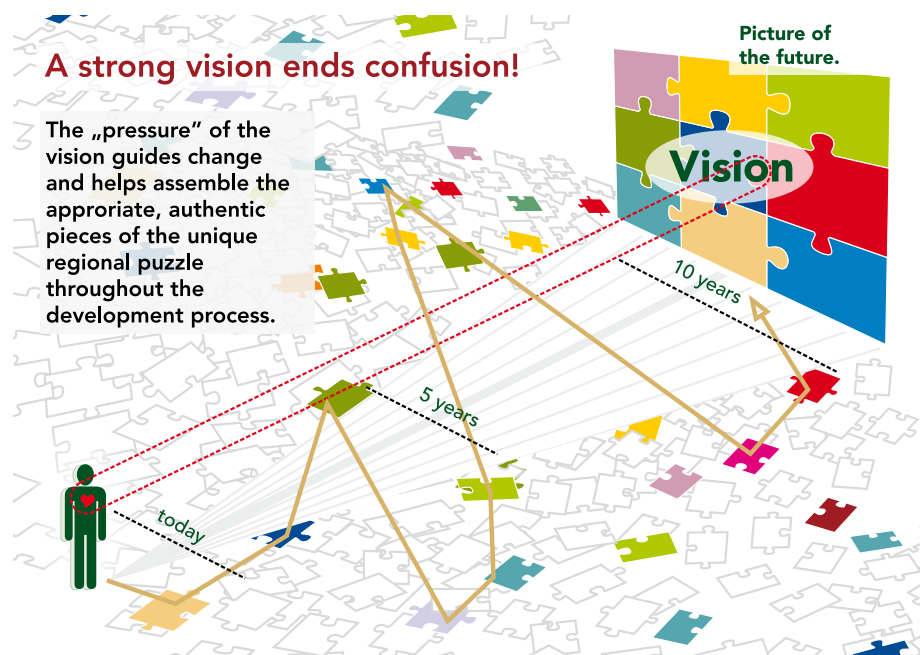 A strong vision ends confusion!
Picture of
the future.
The „pressure” of the
vision guides change
and helps assemble the
approriate, authentic
pieces of the unique
regional puzzle
throughout the
development process.
Vision
10 years
5 years
today